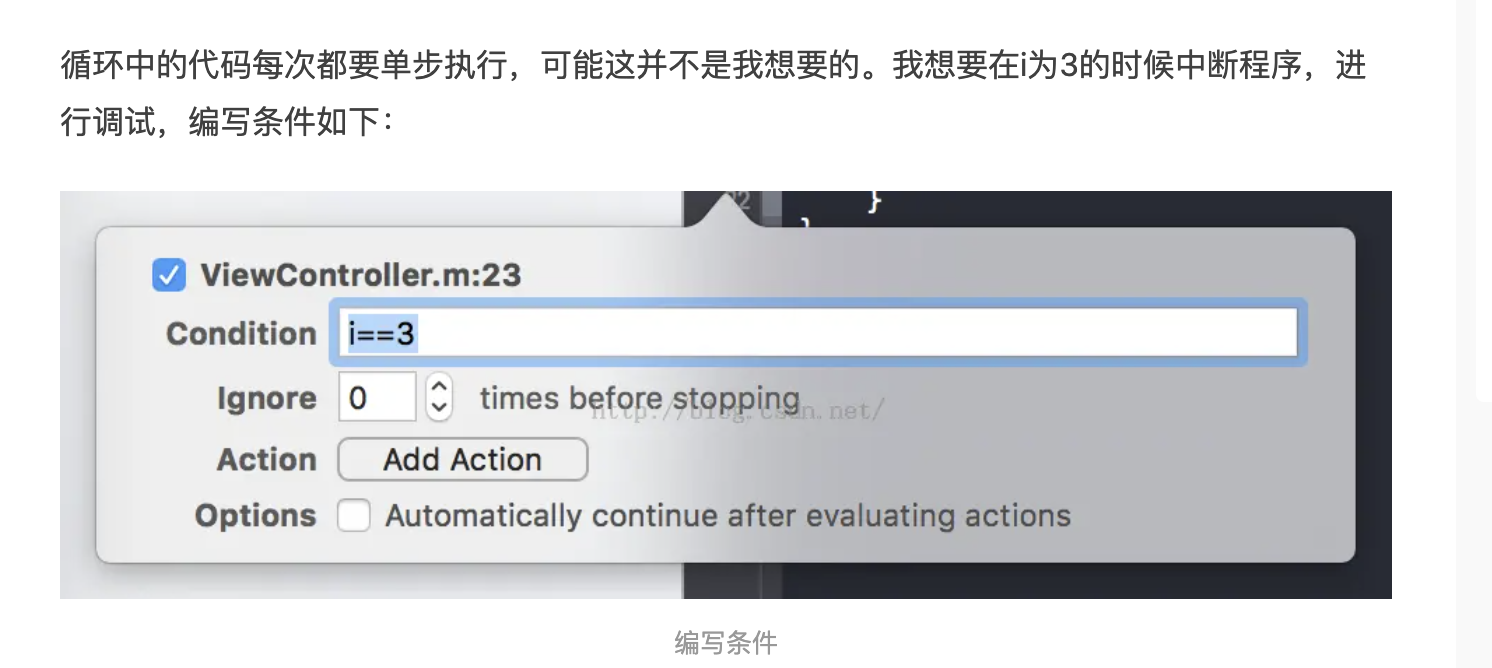 循环中的代码每次都要单步执行，可能这并不是我想要的。我想要在i为3的时候中断程序，进
行调试，编写条件如下：
22 }
}
ViewController.m:23
Condition i==3
Ignore 0 times before stopping
http://blog.csdn.net/
Action Add Action
Options Automatically continue after evaluating actions
编写条件